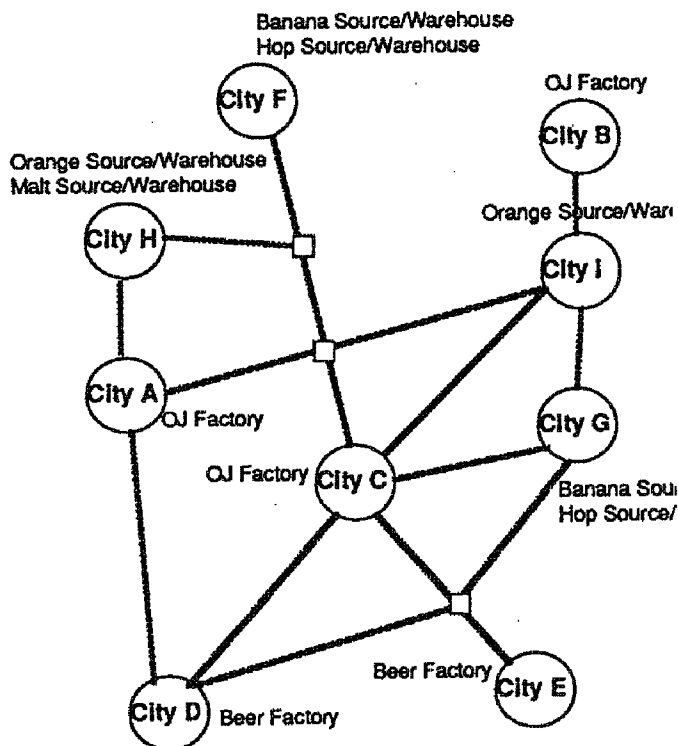 Banana Source/Warehouse
Hop Source/Warehouse
City F
OJ Factory
City B
Orange Source/Warehouse
Malt Source/Warehouse
City H
Orange Source/War
City I
City A
OJ Factory
City G
OJ Factory
City C
Banana Sou
Hop Source/
Beer Factory
City E
City D
Beer Factory